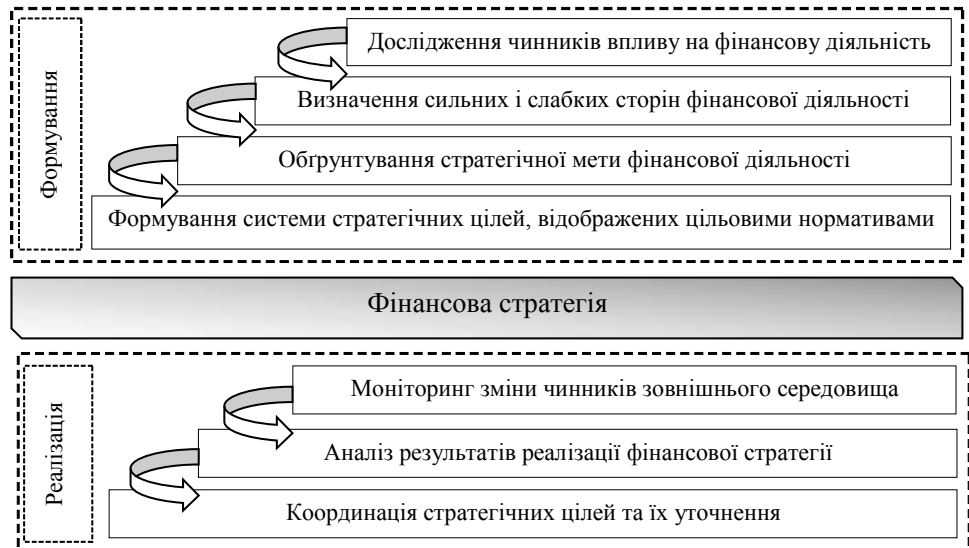 Формування
Дослідження чинників впливу на фінансову діяльність
Визначення сильних і слабких сторін фінансової діяльності
Обґрунтування стратегічної мети фінансової діяльності
Формування системи стратегічних цілей, відображених цільовими нормативами
Фінансова стратегія
Реалізація
Моніторинг зміни чинників зовнішнього середовища
Аналіз результатів реалізації фінансової стратегії
Координація стратегічних цілей та їх уточнення